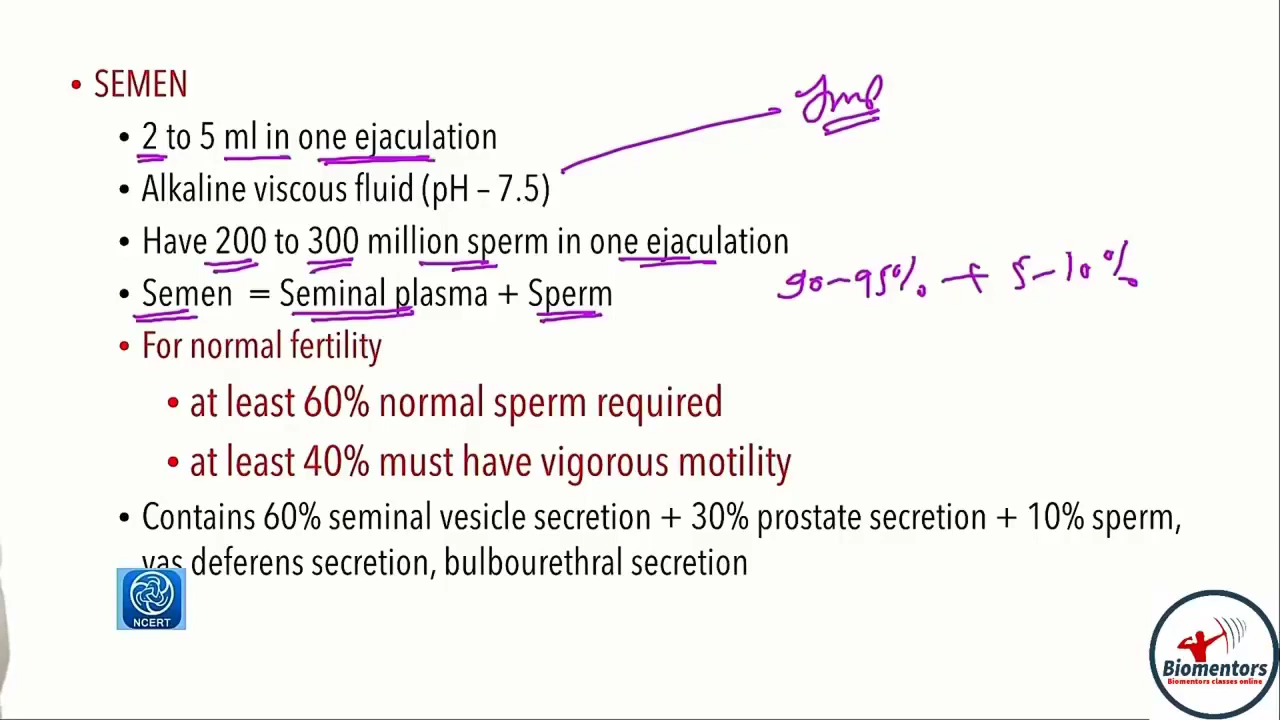 • SEMEN
Imp
• 2 to 5 ml in one ejaculation
• Alkaline viscous fluid (pH – 7.5)
• Have 200 to 300 million sperm in one ejaculation
90-95% + 5-10%
• Semen = Seminal plasma + Sperm
• For normal fertility
• at least 60% normal sperm required
• at least 40% must have vigorous motility
• Contains 60% seminal vesicle secretion + 30% prostate secretion + 10% sperm,
vas deferens secretion, bulbourethral secretion
NCERT
Biomentors
Biomentors classes online